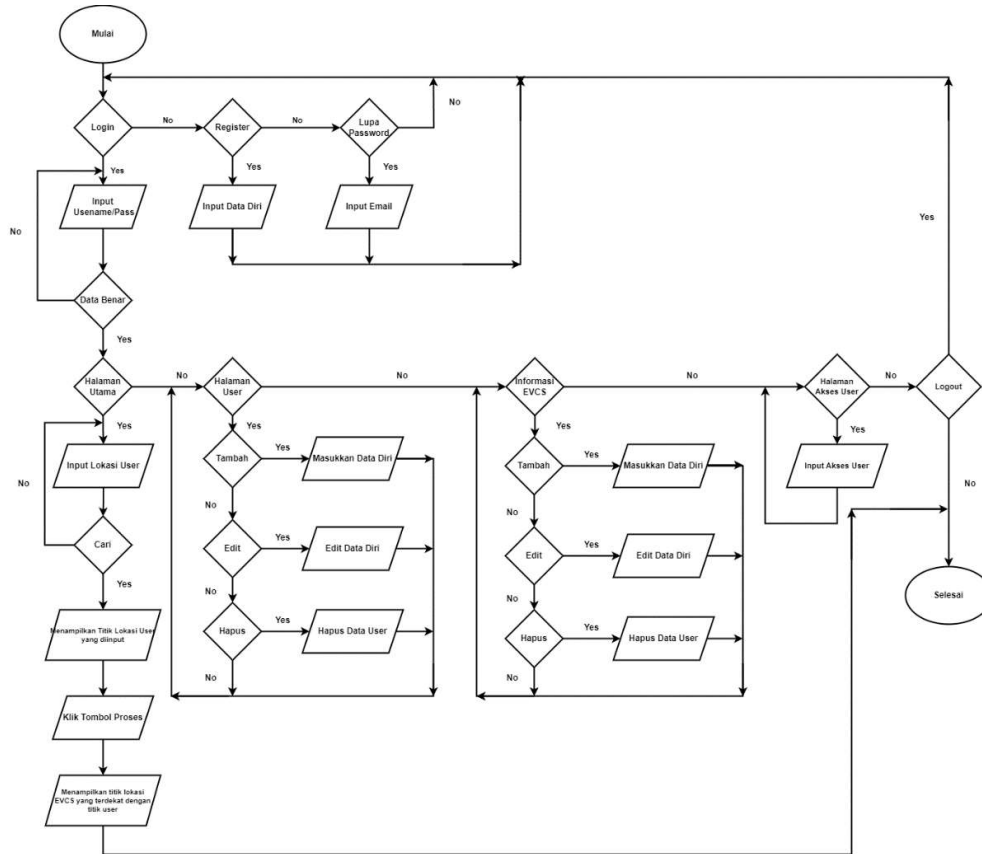 Mulai
Login
No
Register
No
Lupa
Password
No
Yes
Yes
Yes
Input
Usename/Pass
Input Data Diri
Input Email
No
Yes
Data Benar
Yes
Halaman
Utama
No
Halaman
User
No
Informasi
EVCS
No
Halaman
Akses User
No
Logout
Yes
Yes
Yes
Yes
Input Lokasi User
Tambah
Yes
Masukkan Data Diri
Tambah
Yes
Masukkan Data Diri
Input Akses User
No
No
No
No
Cari
Edit
Yes
Edit Data Diri
Edit
Yes
Edit Data Diri
Yes
No
No
Selesai
Menampilkan Titik Lokasi User
yang diinput
Hapus
Yes
Hapus Data User
Hapus
Yes
Hapus Data User
No
No
Klik Tombol Proses
Menampilkan titik lokasi
EVCS yang terdekat dengan
titik user